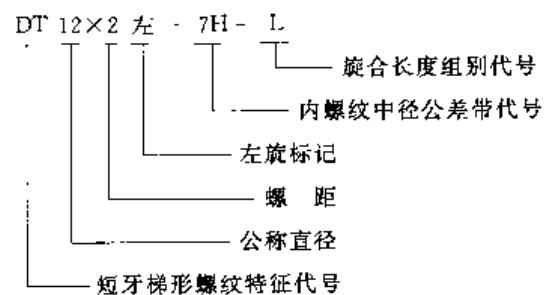 DT 12×2 左 - 7H - L
旋合长度组别代号
内螺纹中径公差带代号
左旋标记
螺 距
公称直径
短牙梯形螺纹特征代号